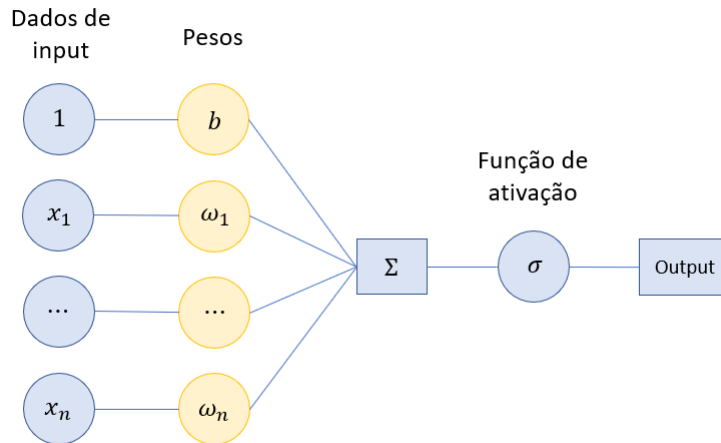 Dados de
input
Pesos
1
b
Função de
ativação
x₁
ω₁
Σ
σ
Output
...
...
xₙ
ωₙ